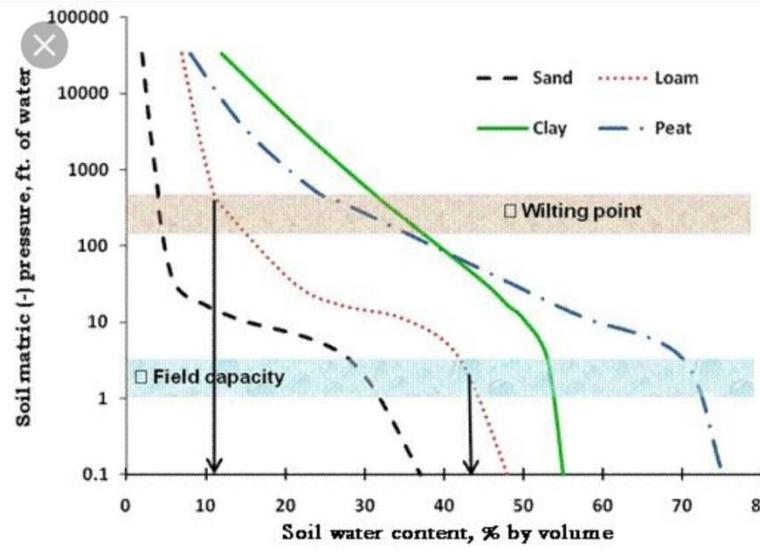 100000
10000
1000
100
10
1
0.1
Soil matric (-) pressure, ft. of water
Sand
Loam
Clay
Peat
Wilting point
Field capacity
0 10 20 30 40 50 60 70
Soil water content, % by volume